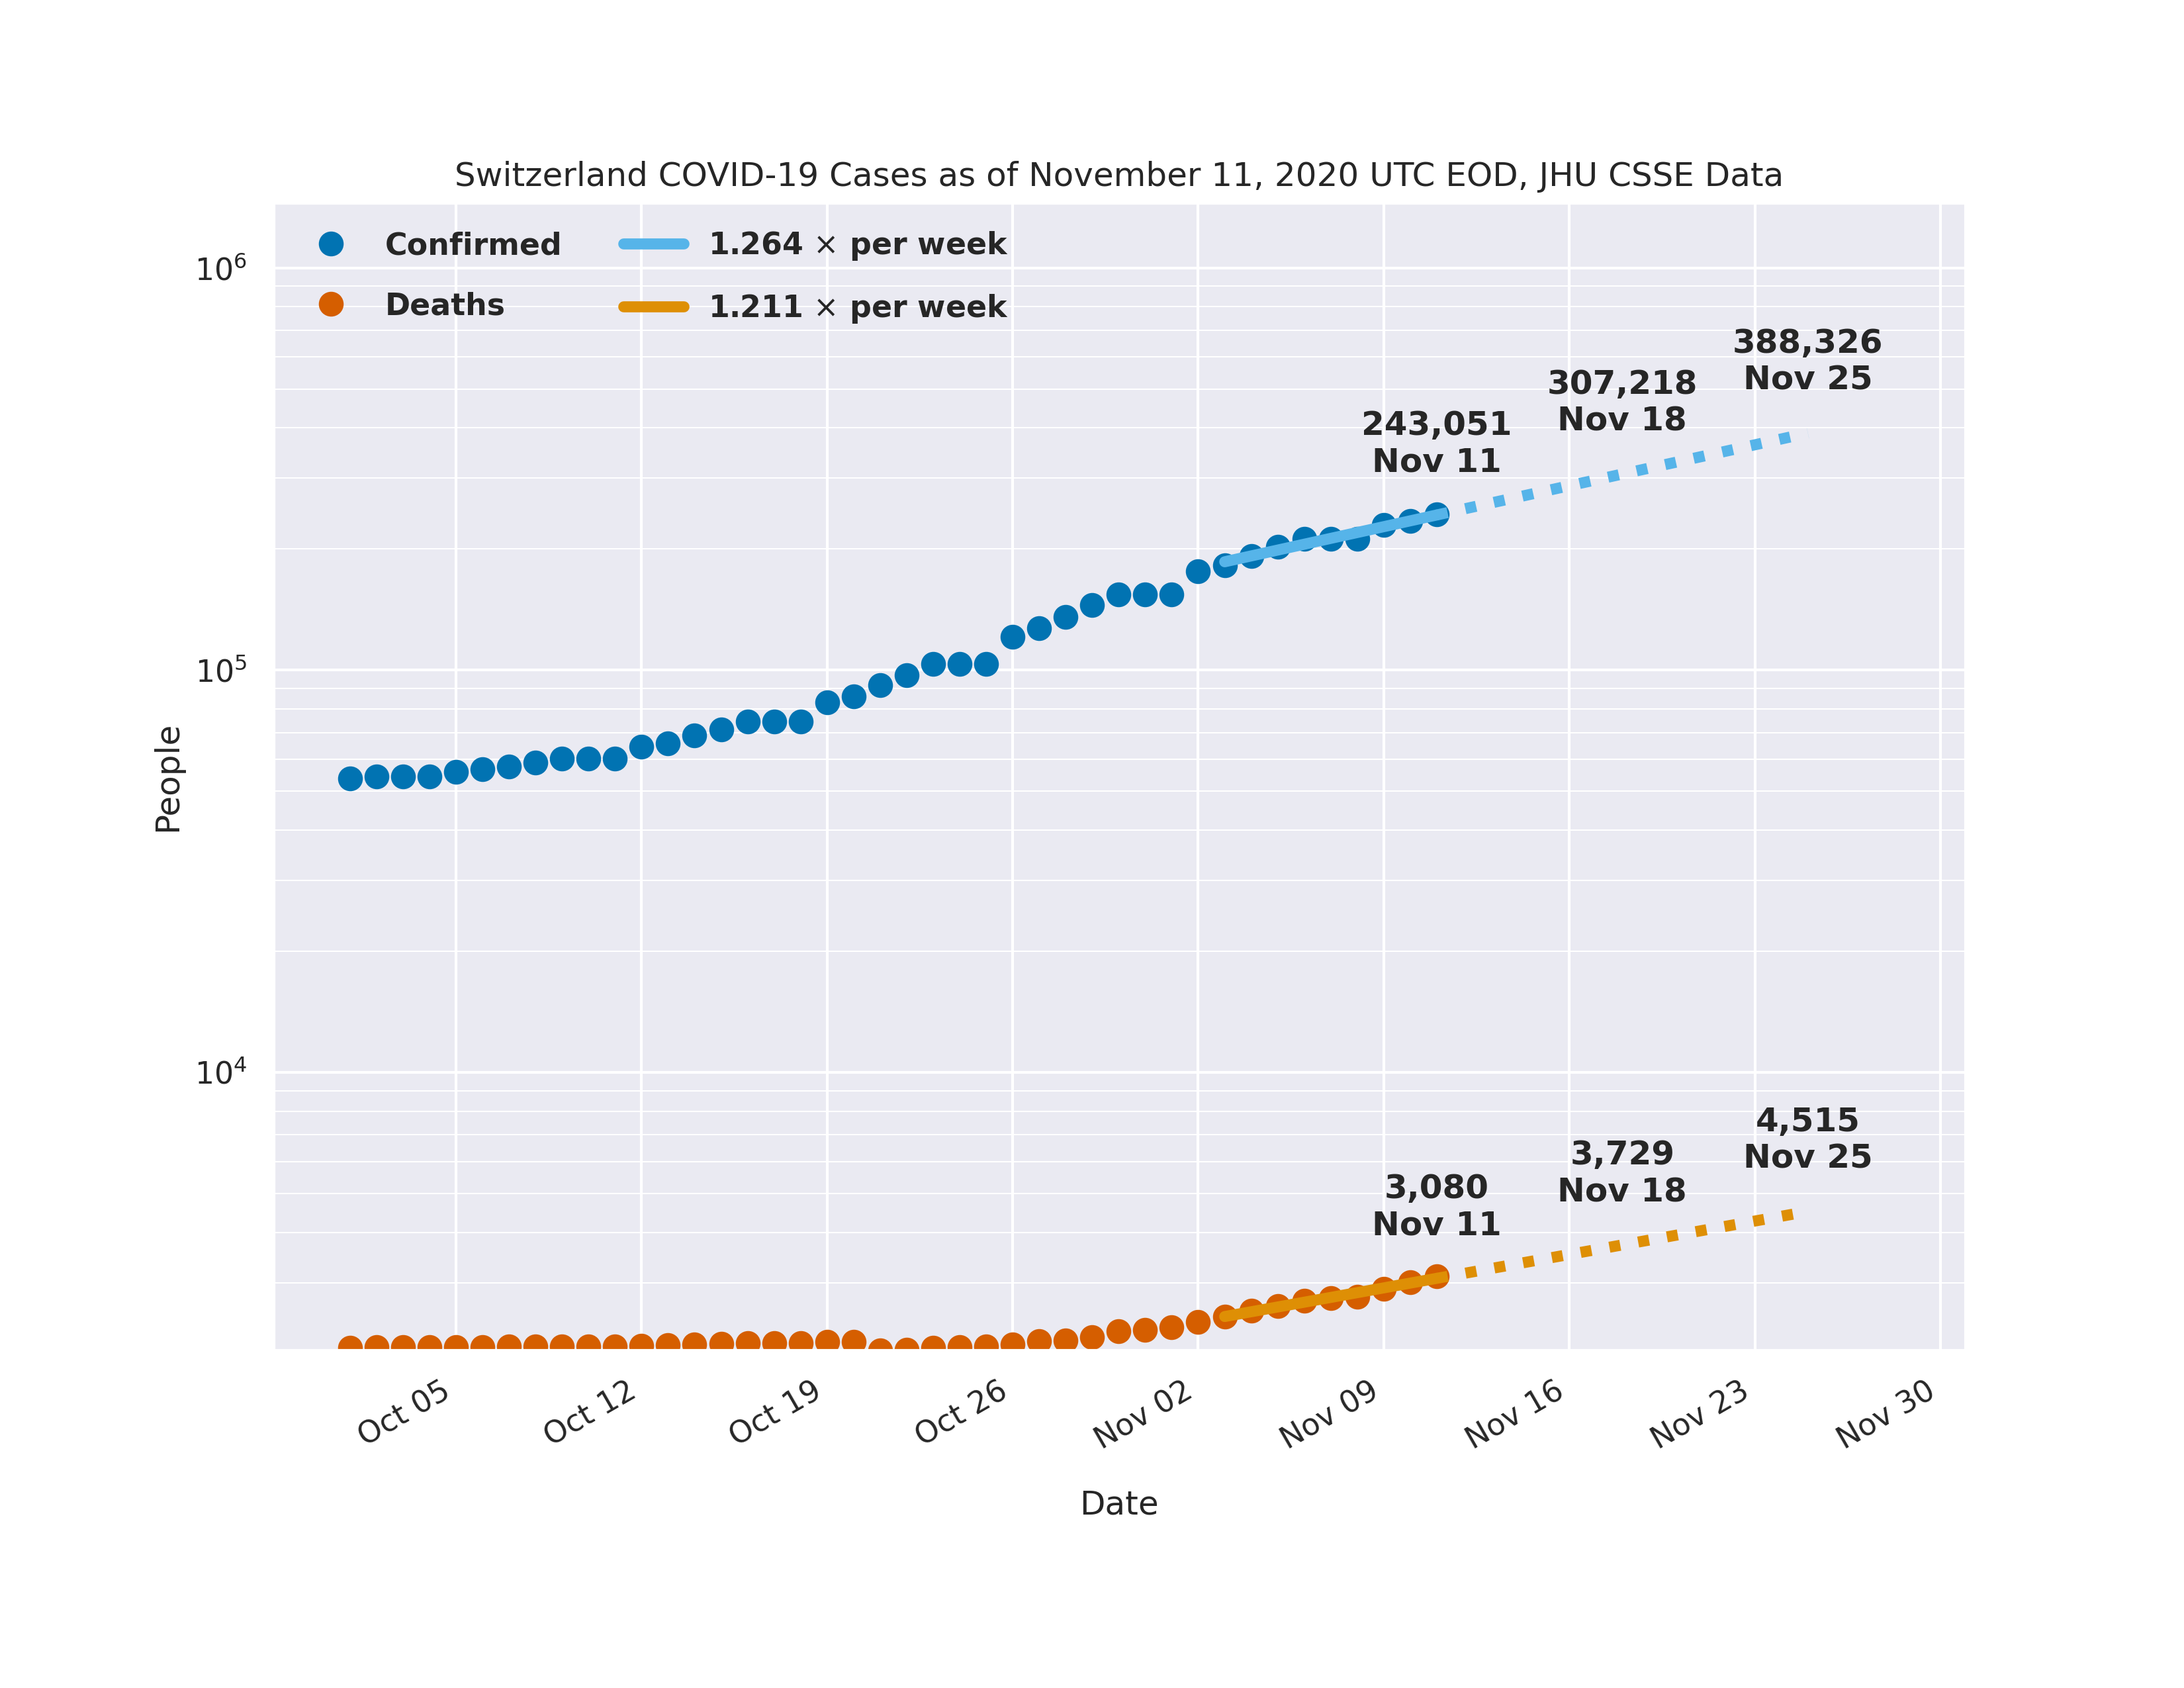 Switzerland COVID-19 Cases as of November 11, 2020 UTC EOD, JHU CSSE Data
Confirmed
Deaths
1.264 × per week
1.211 × per week
10⁶
10⁵
10⁴
People
388,326
Nov 25
307,218
Nov 18
243,051
Nov 11
4,515
Nov 25
3,729
Nov 18
3,080
Nov 11
Oct 05
Oct 12
Oct 19
Oct 26
Nov 02
Nov 09
Nov 16
Nov 23
Nov 30
Date